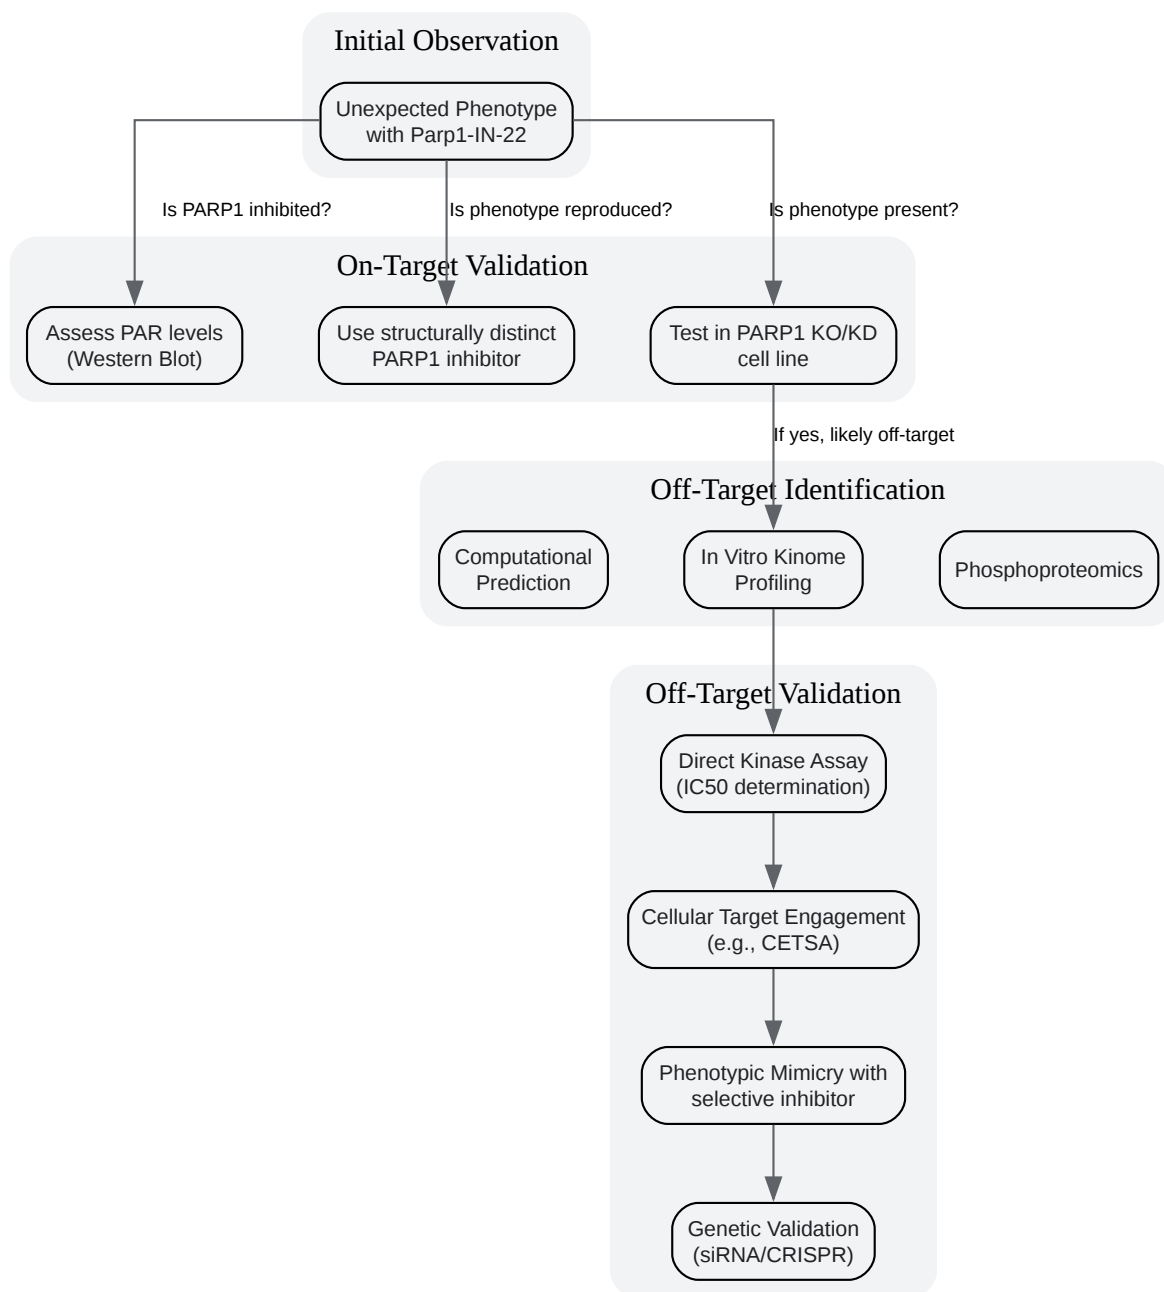 Initial Observation
Unexpected Phenotype
with Parp1-IN-22
Is PARP1 inhibited?
Is phenotype reproduced?
Is phenotype present?
On-Target Validation
Assess PAR levels
(Western Blot)
Use structurally distinct
PARP1 inhibitor
Test in PARP1 KO/KD
cell line
If yes, likely off-target
Off-Target Identification
Computational
Prediction
In Vitro Kinome
Profiling
Phosphoproteomics
Off-Target Validation
Direct Kinase Assay
(IC50 determination)
Cellular Target Engagement
(e.g., CETSA)
Phenotypic Mimicry with
selective inhibitor
Genetic Validation
(siRNA/CRISPR)